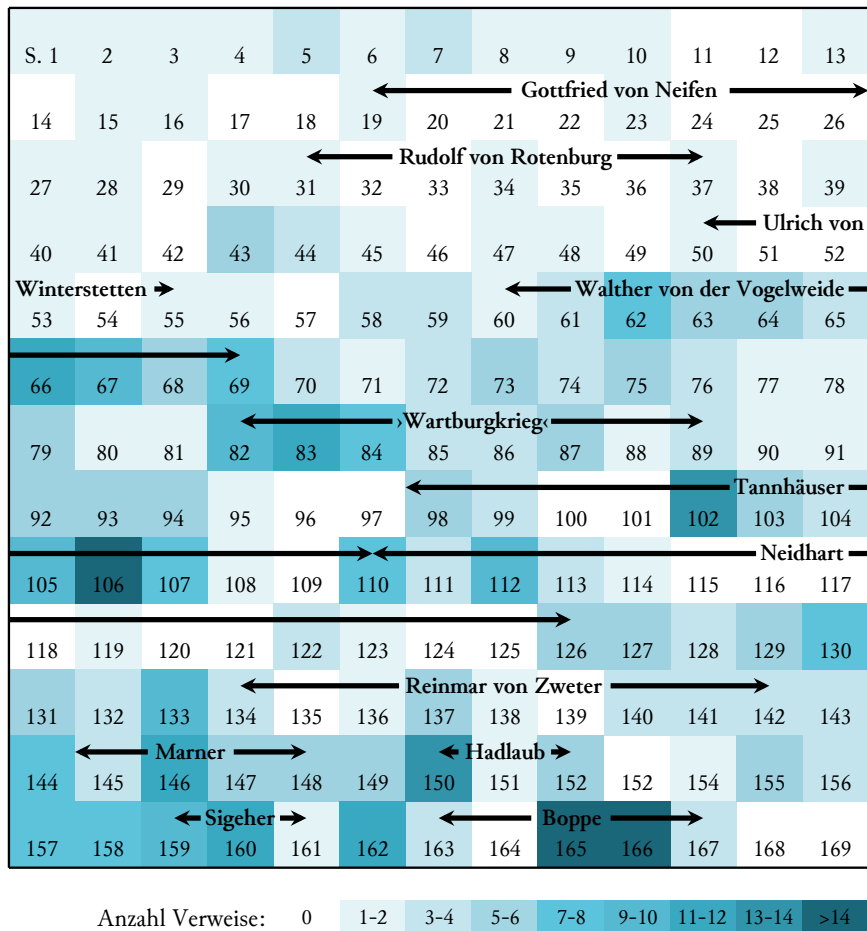 S. 1 2 3 4 5 6 7 8 9 10 11 12 13
Gottfried von Neifen
14 15 16 17 18 19 20 21 22 23 24 25 26
Rudolf von Rotenburg
27 28 29 30 31 32 33 34 35 36 37 38 39
Ulrich von
40 41 42 43 44 45 46 47 48 49 50 51 52
Winterstetten Walther von der Vogelweide
53 54 55 56 57 58 59 60 61 62 63 64 65
66 67 68 69 70 71 72 73 74 75 76 77 78
›Wartburgkrieg‹
79 80 81 82 83 84 85 86 87 88 89 90 91
Tannhäuser
92 93 94 95 96 97 98 99 100 101 102 103 104
Neidhart
105 106 107 108 109 110 111 112 113 114 115 116 117
118 119 120 121 122 123 124 125 126 127 128 129 130
Reinmar von Zweter
131 132 133 134 135 136 137 138 139 140 141 142 143
Marner Hadlaub
144 145 146 147 148 149 150 151 152 152 154 155 156
Sigeher Boppe
157 158 159 160 161 162 163 164 165 166 167 168 169
Anzahl Verweise: 0 1-2 3-4 5-6 7-8 9-10 11-12 13-14 >14